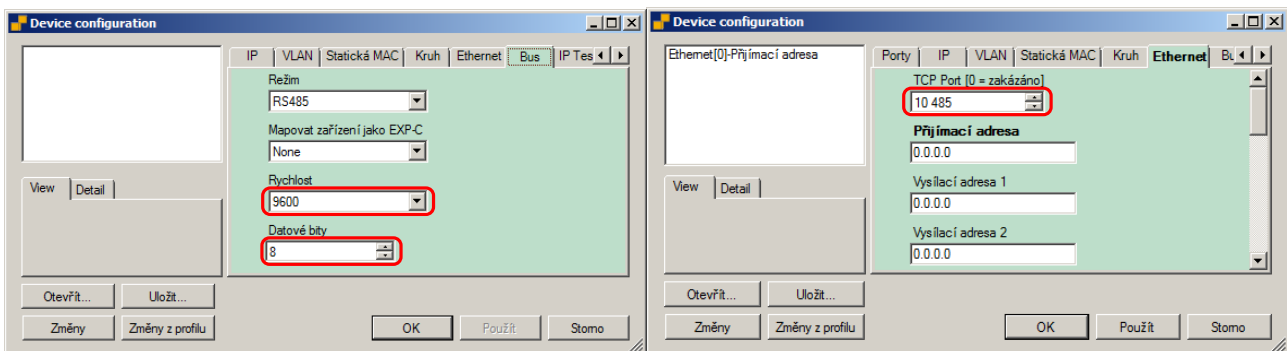 Device configuration
IP VLAN Statická MAC Kruh Ethernet Bus IP Tes
Režim
RS485
Mapovat zařízení jako EXP-C
None
Rychlost
9600
Datové bity
8
View Detail
Otevřít... Uložit...
Změny Změny z profilu OK Použít Storno
Device configuration
Ethernet[0]-Přijímací adresa
Porty IP VLAN Statická MAC Kruh Ethernet Bu
TCP Port [0 = zakázáno]
10 485
Přijímací adresa
0.0.0.0
Vysílací adresa 1
0.0.0.0
Vysílací adresa 2
0.0.0.0
View Detail
Otevřít... Uložit...
Změny Změny z profilu OK Použít Storno